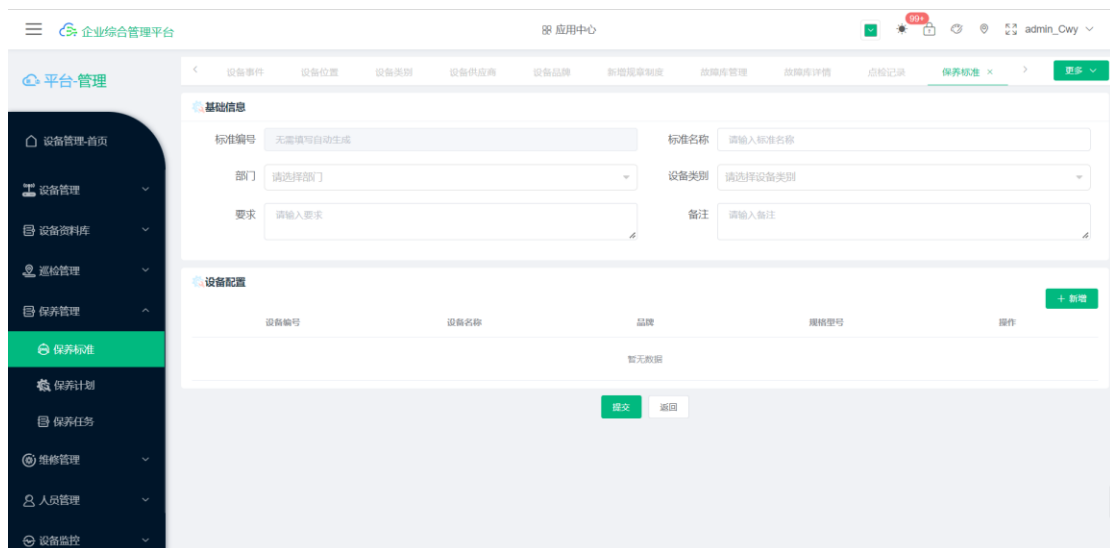 企业综合管理平台
应用中心
99+
admin_Cwy
平台-管理
设备事件 设备位置 设备类别 设备供应商 设备品牌 新增规章制度 故障库管理 故障库详情 点检记录 保养标准 × 更多
基础信息
标准编号 无需填写自动生成 标准名称 请输入标准名称
部门 请选择部门 设备类别 请选择设备类别
要求 请输入要求 备注 请输入备注
设备配置
+ 新增
设备编号 设备名称 品牌 规格型号 操作
暂无数据
提交 返回
设备管理-首页
设备管理
设备资料库
巡检管理
保养管理
保养标准
保养计划
保养任务
维修管理
人员管理
设备监控